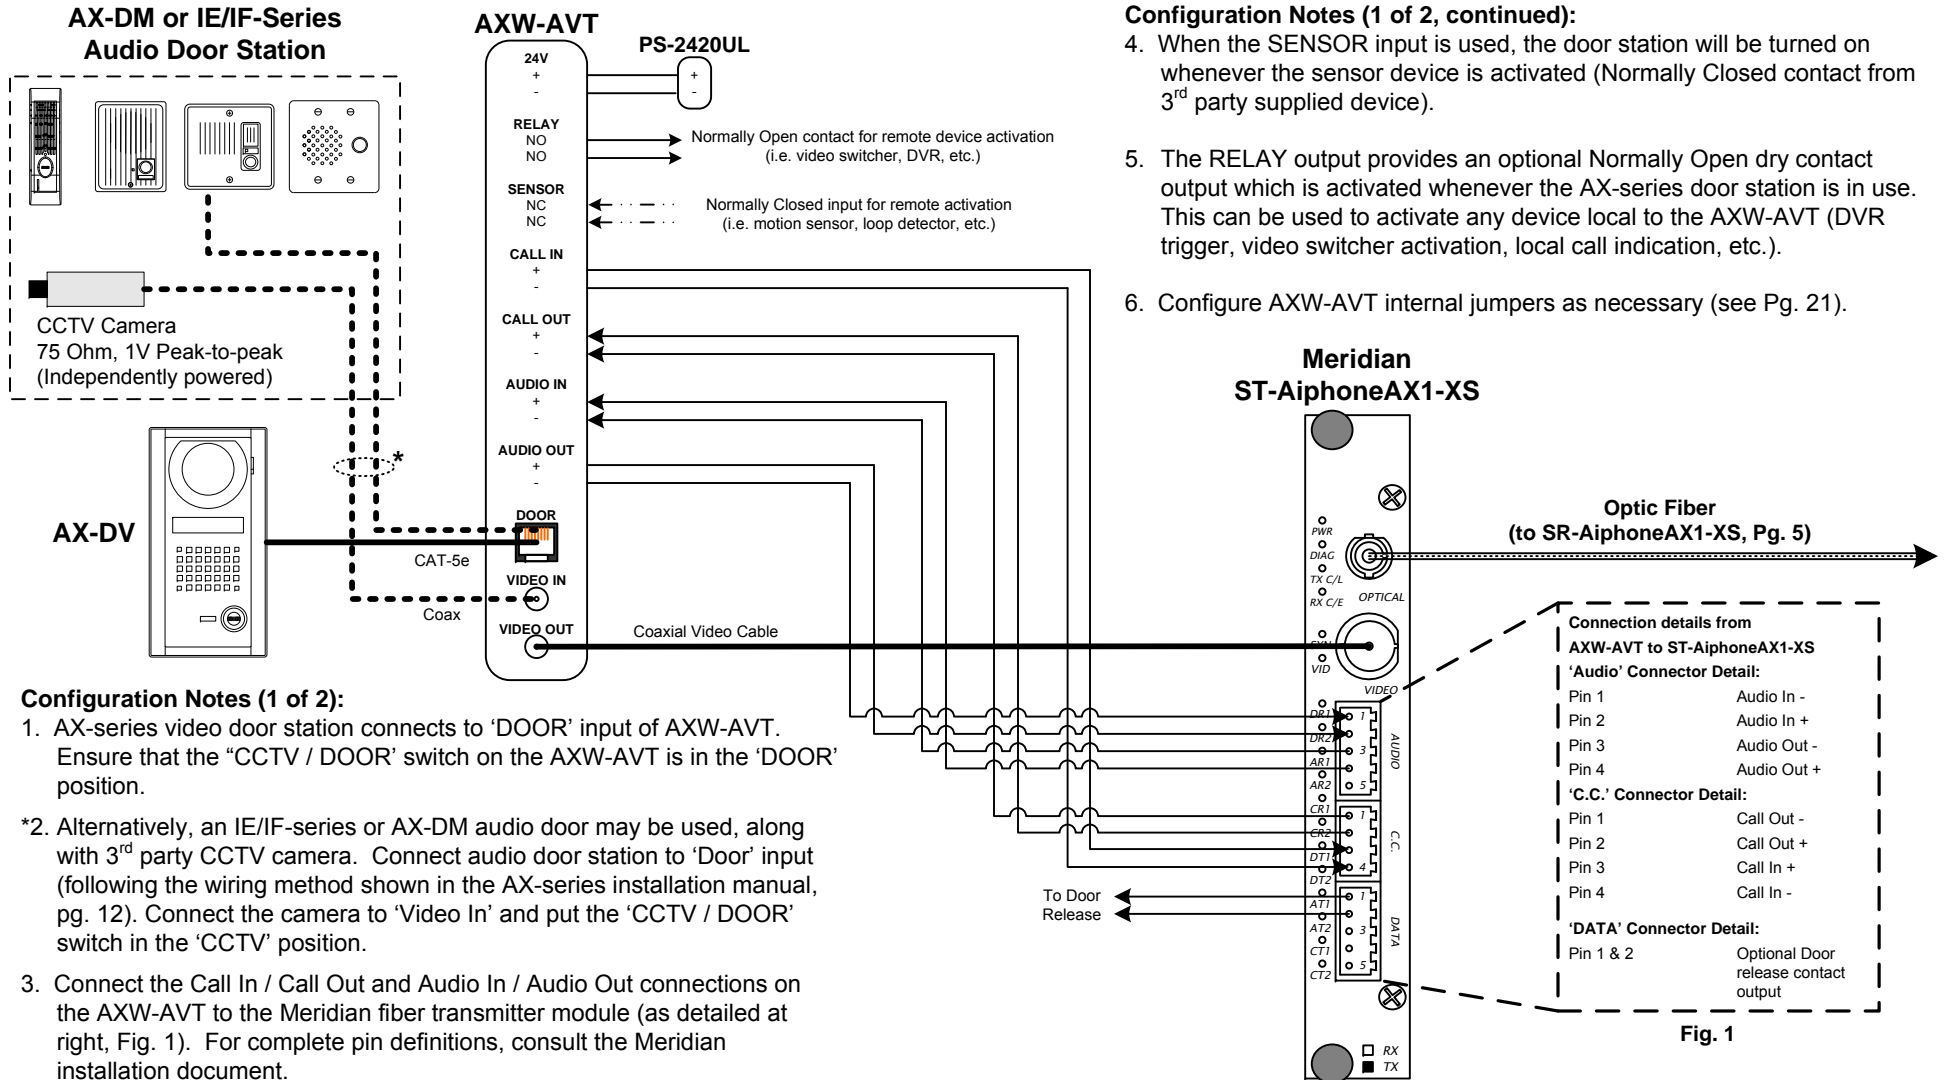 AX-DM or IE/IF-Series
Audio Door Station
CCTV Camera
75 Ohm, 1V Peak-to-peak
(Independently powered)
AX-DV
*
CAT-5e
Coax
AXW-AVT
24V
+
-
RELAY
NO
NO
SENSOR
NC
NC
CALL IN
+
-
CALL OUT
+
-
AUDIO IN
+
-
AUDIO OUT
+
-
DOOR
VIDEO IN
VIDEO OUT
PS-2420UL
+
-
Normally Open contact for remote device activation
(i.e. video switcher, DVR, etc.)
Normally Closed input for remote activation
(i.e. motion sensor, loop detector, etc.)
Coaxial Video Cable
Configuration Notes (1 of 2):
1. AX-series video door station connects to ‘DOOR’ input of AXW-AVT.
Ensure that the “CCTV / DOOR’ switch on the AXW-AVT is in the ‘DOOR’
position.
*2. Alternatively, an IE/IF-series or AX-DM audio door may be used, along
with 3rd party CCTV camera. Connect audio door station to ‘Door’ input
(following the wiring method shown in the AX-series installation manual,
pg. 12). Connect the camera to ‘Video In’ and put the ‘CCTV / DOOR’
switch in the ‘CCTV’ position.
3. Connect the Call In / Call Out and Audio In / Audio Out connections on
the AXW-AVT to the Meridian fiber transmitter module (as detailed at
right, Fig. 1). For complete pin definitions, consult the Meridian
installation document.
Configuration Notes (1 of 2, continued):
4. When the SENSOR input is used, the door station will be turned on
whenever the sensor device is activated (Normally Closed contact from
3rd party supplied device).
5. The RELAY output provides an optional Normally Open dry contact
output which is activated whenever the AX-series door station is in use.
This can be used to activate any device local to the AXW-AVT (DVR
trigger, video switcher activation, local call indication, etc.).
6. Configure AXW-AVT internal jumpers as necessary (see Pg. 21).
Meridian
ST-AiphoneAX1-XS
PWR
DIAG
TX C/L
RX C/E
OPTICAL
SYN
VID
VIDEO
DR1
DR2
AR1
AR2
CR1
CR2
DT1
DT2
AT1
AT2
CT1
CT2
1
3
5
AUDIO
1
4
C.C.
1
3
5
DATA
RX
TX
To Door
Release
Optic Fiber
(to SR-AiphoneAX1-XS, Pg. 5)
Connection details from
AXW-AVT to ST-AiphoneAX1-XS
‘Audio’ Connector Detail:
Pin 1 Audio In -
Pin 2 Audio In +
Pin 3 Audio Out -
Pin 4 Audio Out +
‘C.C.’ Connector Detail:
Pin 1 Call Out -
Pin 2 Call Out +
Pin 3 Call In +
Pin 4 Call In -
‘DATA’ Connector Detail:
Pin 1 & 2 Optional Door
release contact
output
Fig. 1